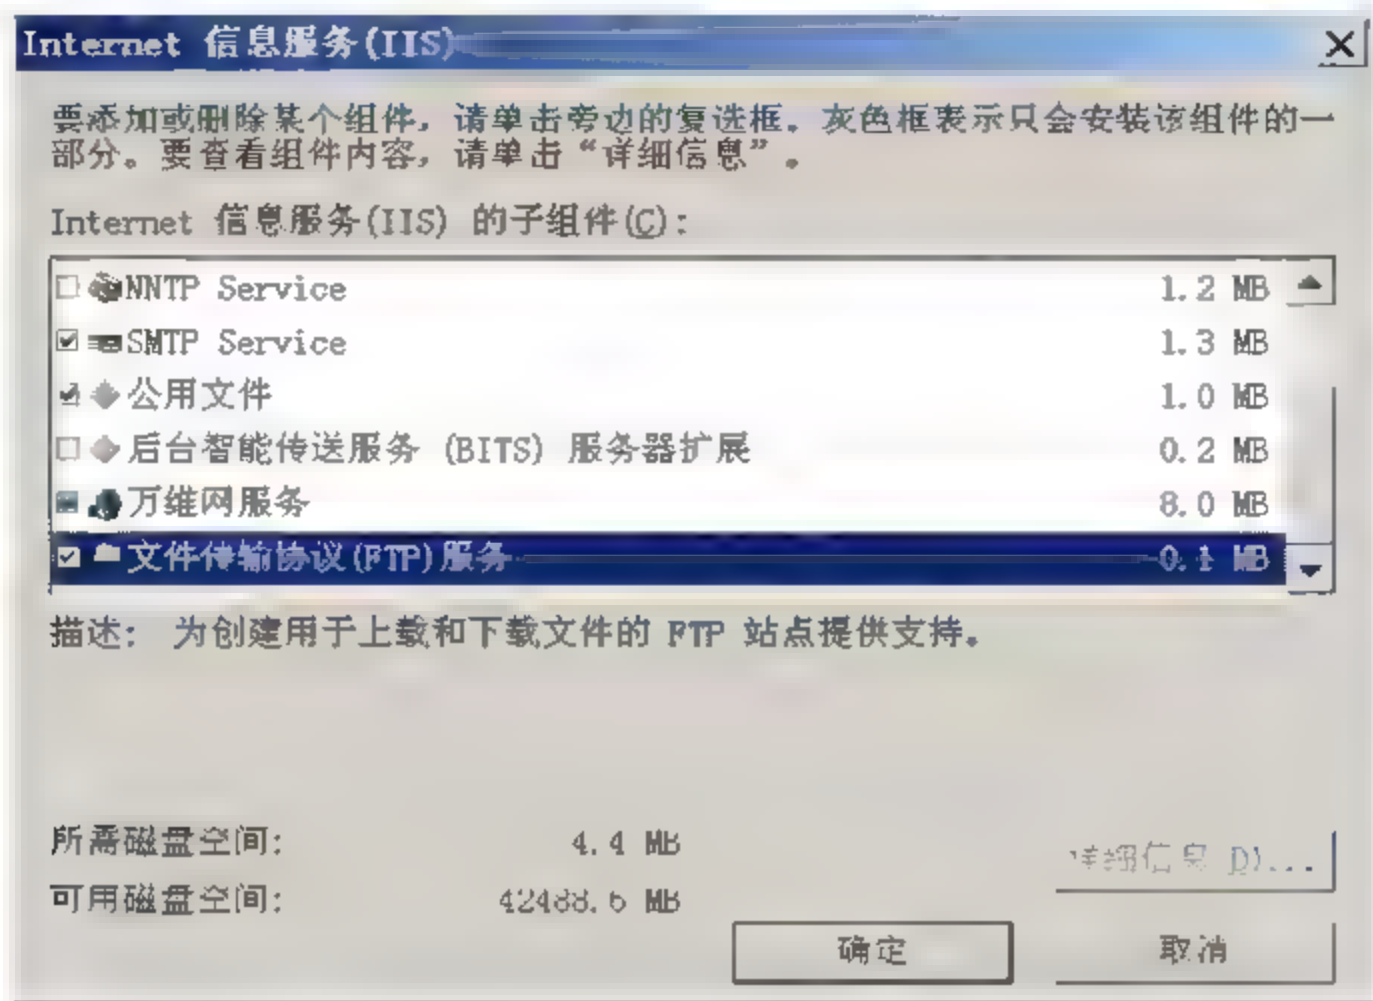 Internet 信息服务(IIS)
要添加或删除某个组件，请单击旁边的复选框。灰色框表示只会安装该组件的一
部分。要查看组件内容，请单击“详细信息”。
Internet 信息服务(IIS) 的子组件(C):
NNTP Service 1.2 MB
SMTP Service 1.3 MB
公用文件 1.0 MB
后台智能传送服务 (BITS) 服务器扩展 0.2 MB
万维网服务 8.0 MB
文件传输协议(FTP)服务 0.1 MB
描述: 为创建用于上载和下载文件的 FTP 站点提供支持。
所需磁盘空间: 4.4 MB
详细信息 D)...
可用磁盘空间: 42488.6 MB
确定 取消